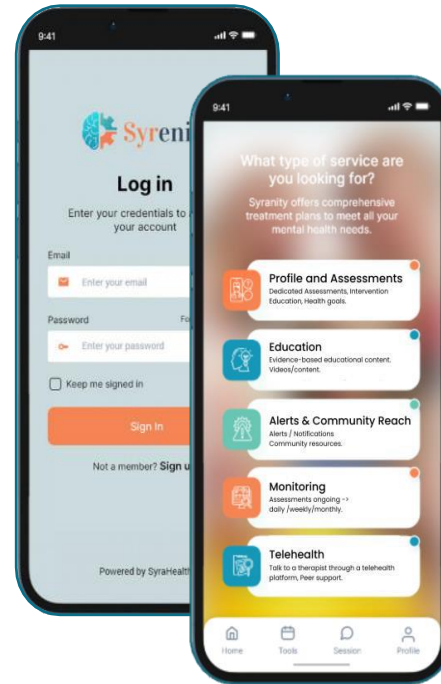 9:41
Syreni
Log in
Enter your credentials to
your account
Email
Enter your email
Password
Fo
Enter your password
Keep me signed in
Sign In
Not a member? Sign u
Powered by SyraHealth
9:41
What type of service are
you looking for?
Syranity offers comprehensive
treatment plans to meet all your
mental health needs.
Profile and Assessments
Dedicated Assessments, Intervention
Education, Health goals.
Education
Evidence-based educational content.
Videos/content.
Alerts & Community Reach
Alerts / Notifications
Community resources.
Monitoring
Assessments ongoing ->
daily /weekly/monthly.
Telehealth
Talk to a therapist through a telehealth
platform, Peer support.
Home
Tools
Session
Profile